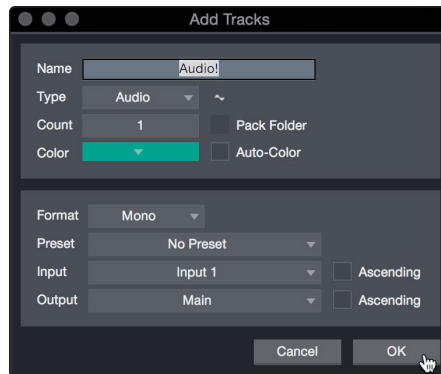 Add Tracks
Name Audio!
Type Audio
Count 1 Pack Folder
Color Auto-Color
Format Mono
Preset No Preset
Input Input 1 Ascending
Output Main Ascending
Cancel OK